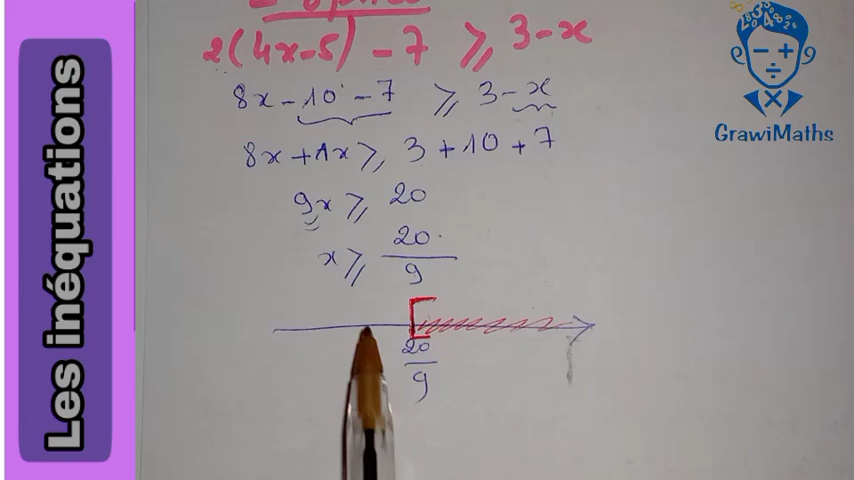 Les inéquations
2(4x-5) - 7 ⩾ 3-x
8x - 10 - 7 ⩾ 3 - x
8x + 1x ⩾ 3 + 10 + 7
9x ⩾ 20
x ⩾ 20/9
[
20/9
GrawiMaths